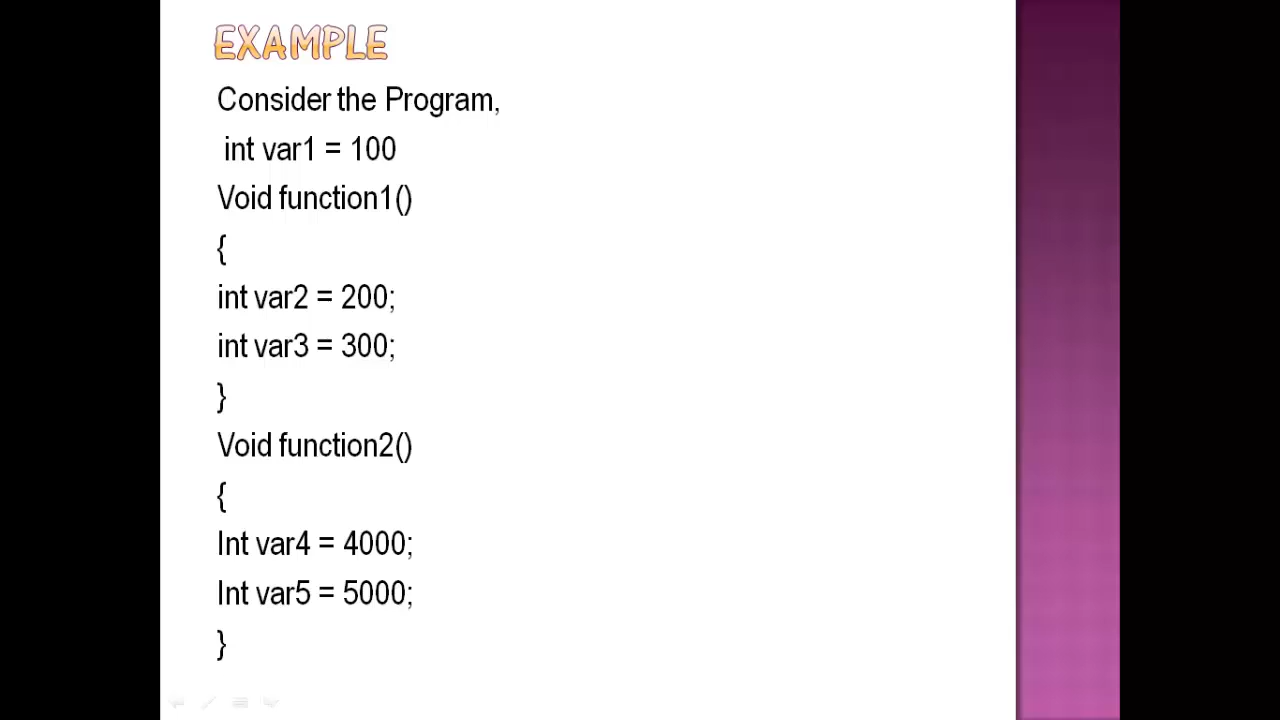 EXAMPLE
Consider the Program,
int var1 = 100
Void function1()
{
int var2 = 200;
int var3 = 300;
}
Void function2()
{
Int var4 = 4000;
Int var5 = 5000;
}